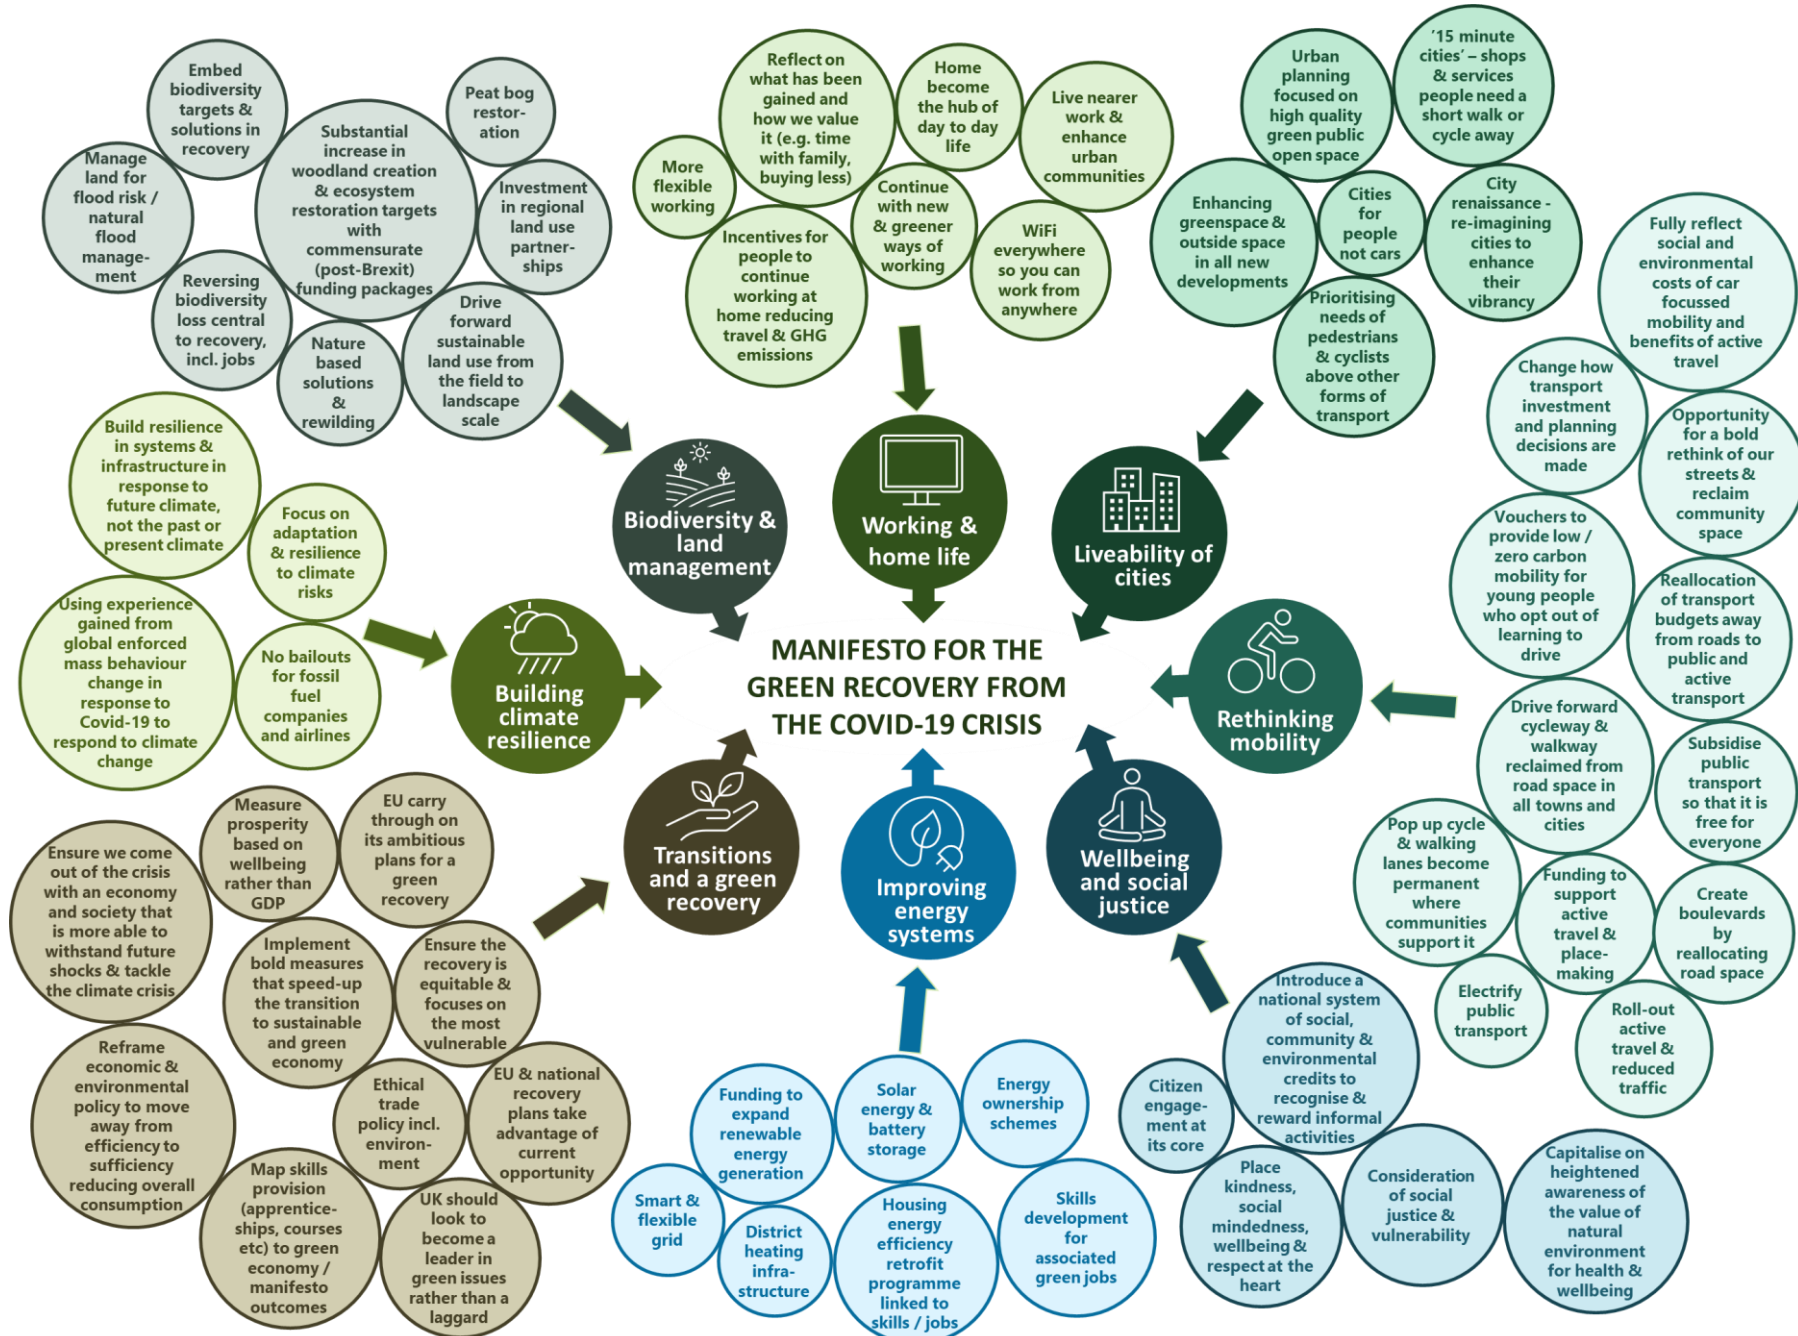 Embed
biodiversity
targets &
solutions in
recovery
Peat bog
restor-
ation
Substantial
increase in
woodland creation
& ecosystem
restoration targets
with
commensurate
(post-Brexit)
funding packages
Manage
land for
flood risk /
natural
flood
manage-
ment
Investment
in regional
land use
partner-
ships
Reversing
biodiversity
loss central
to recovery,
incl. jobs
Nature
based
solutions
&
rewilding
Drive
forward
sustainable
land use from
the field to
landscape
scale
Biodiversity &
land
management
Reflect on
what has been
gained and
how we value
it (e.g. time
with family,
buying less)
Home
become
the hub of
day to day
life
Live nearer
work &
enhance
urban
communities
More
flexible
working
Continue
with new
& greener
ways of
working
Incentives for
people to
continue
working at
home reducing
travel & GHG
emissions
WiFi
everywhere
so you can
work from
anywhere
Working &
home life
Urban
planning
focused on
high quality
green public
open space
'15 minute
cities' – shops
& services
people need a
short walk or
cycle away
Enhancing
greenspace &
outside space
in all new
developments
Cities
for
people
not cars
City
renaissance -
re-imagining
cities to
enhance
their
vibrancy
Prioritising
needs of
pedestrians
& cyclists
above other
forms of
transport
Liveability of
cities
Fully reflect
social and
environmental
costs of car
focussed
mobility and
benefits of active
travel
Change how
transport
investment
and planning
decisions are
made
Opportunity
for a bold
rethink of our
streets &
reclaim
community
space
Vouchers to
provide low /
zero carbon
mobility for
young people
who opt out of
learning to
drive
Reallocation
of transport
budgets away
from roads to
public and
active
transport
Drive forward
cycleway &
walkway
reclaimed from
road space in
all towns and
cities
Subsidise
public
transport
so that it is
free for
everyone
Pop up cycle
& walking
lanes become
permanent
where
communities
support it
Funding to
support
active
travel &
place-
making
Create
boulevards
by
reallocating
road space
Electrify
public
transport
Roll-out
active
travel &
reduced
traffic
Rethinking
mobility
Build resilience
in systems &
infrastructure in
response to
future climate,
not the past or
present climate
Focus on
adaptation
& resilience
to climate
risks
Using experience
gained from
global enforced
mass behaviour
change in
response to
Covid-19 to
respond to climate
change
No bailouts
for fossil
fuel
companies
and airlines
Building
climate
resilience
MANIFESTO FOR THE
GREEN RECOVERY FROM
THE COVID-19 CRISIS
Measure
prosperity
based on
wellbeing
rather than
GDP
EU carry
through on
its ambitious
plans for a
green
recovery
Ensure we come
out of the crisis
with an economy
and society that
is more able to
withstand future
shocks & tackle
the climate crisis
Implement
bold measures
that speed-up
the transition
to sustainable
and green
economy
Ensure the
recovery is
equitable &
focuses on
the most
vulnerable
Reframe
economic &
environmental
policy to move
away from
efficiency to
sufficiency
reducing overall
consumption
Ethical
trade
policy incl.
environ-
ment
EU & national
recovery
plans take
advantage of
current
opportunity
Map skills
provision
(apprentice-
ships, courses
etc) to green
economy /
manifesto
outcomes
UK should
look to
become a
leader in
green issues
rather than a
laggard
Transitions
and a green
recovery
Improving
energy
systems
Funding to
expand
renewable
energy
generation
Solar
energy &
battery
storage
Energy
ownership
schemes
Smart &
flexible
grid
District
heating
infra-
structure
Housing
energy
efficiency
retrofit
programme
linked to
skills / jobs
Skills
development
for
associated
green jobs
Wellbeing
and social
justice
Introduce a
national system
of social,
community &
environmental
credits to
recognise &
reward informal
activities
Citizen
engage-
ment at
its core
Place
kindness,
social
mindedness,
wellbeing &
respect at the
heart
Consideration
of social
justice &
vulnerability
Capitalise on
heightened
awareness of
the value of
natural
environment
for health &
wellbeing